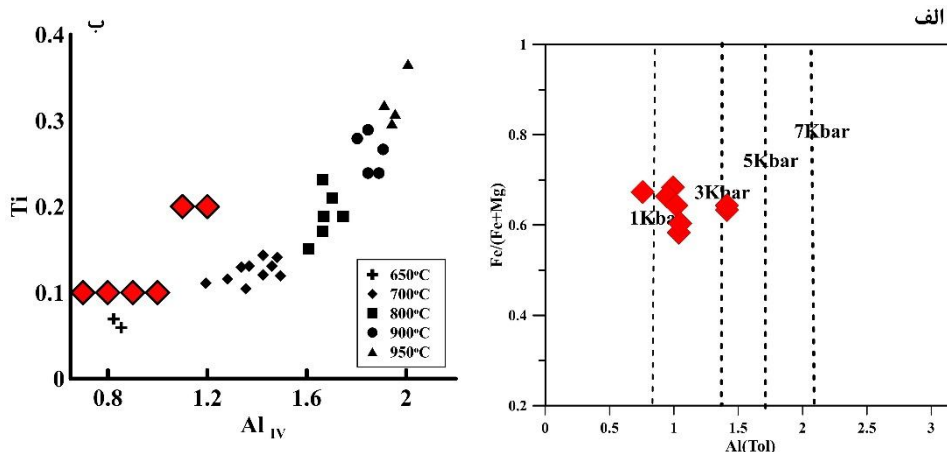 ب
0.4
0.3
0.2
0.1
0
Ti
0.8
1.2
1.6
2
Al IV
650°C
700°C
800°C
900°C
950°C
الف
1
0.8
0.6
0.4
0.2
Fe/(Fe+Mg)
7Kbar
5Kbar
3Kbar
1Kba
0
0.5
1
1.5
2
2.5
3
Al(Tol)